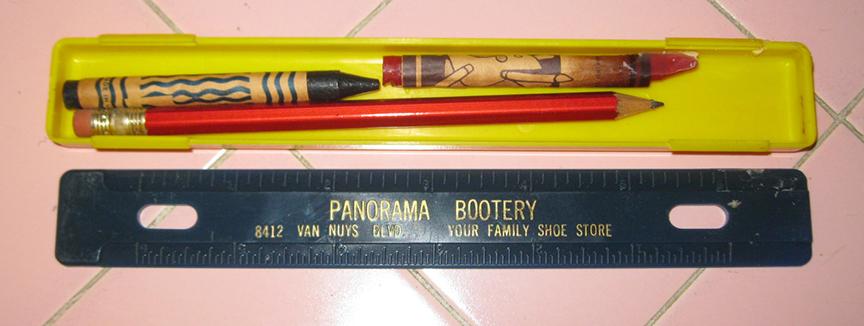 PANORAMA BOOTERY
8412 VAN NUYS BLVD. YOUR FAMILY SHOE STORE